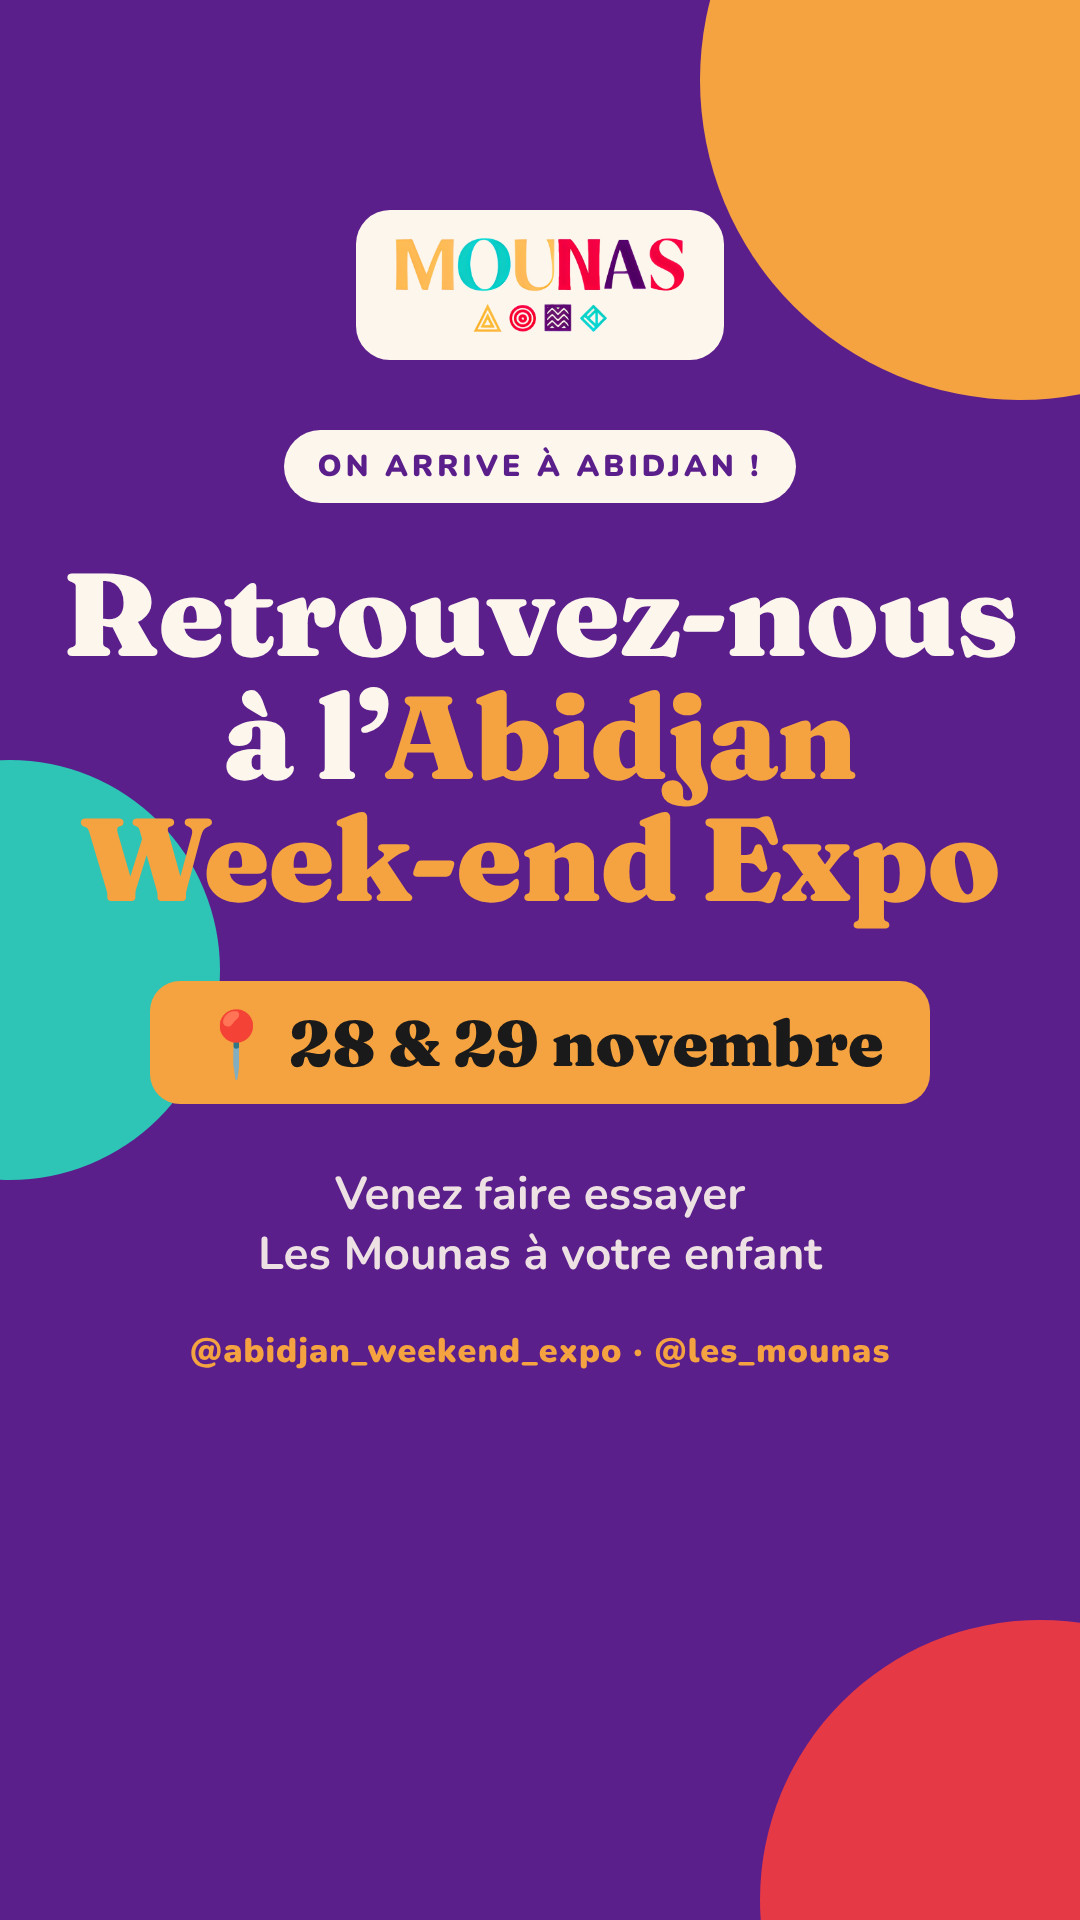 MOUNAS
ON ARRIVE À ABIDJAN !
Retrouvez-nous
à l’Abidjan
Week-end Expo
28 & 29 novembre
Venez faire essayer
Les Mounas à votre enfant
@abidjan_weekend_expo · @les_mounas